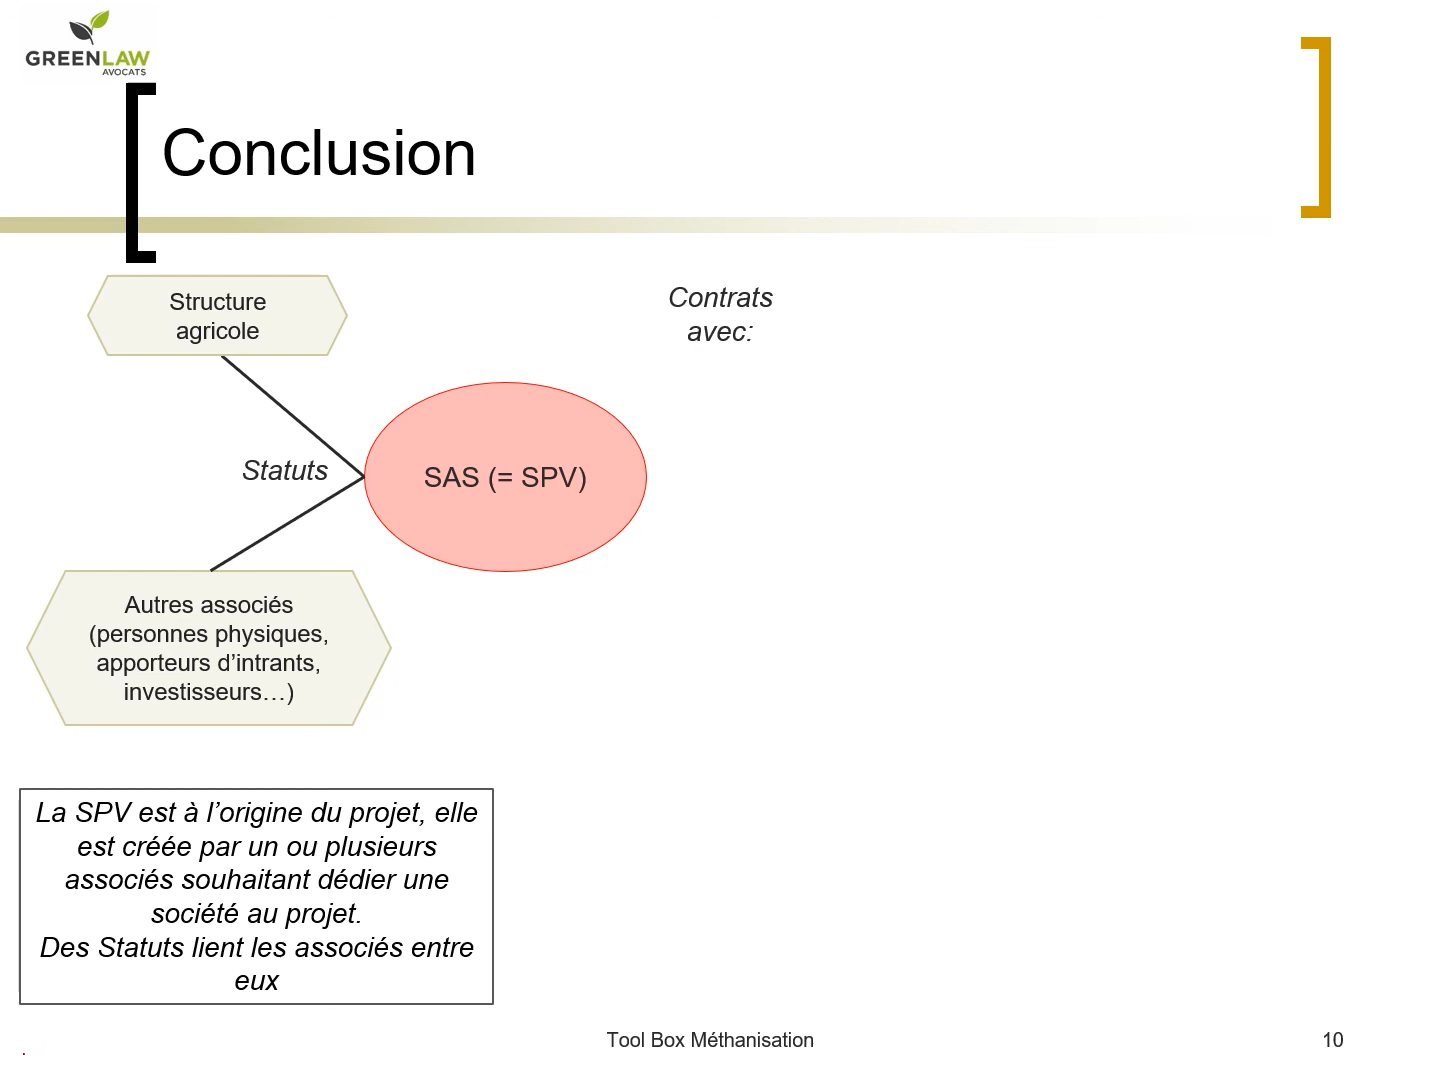 GREENLAW
AVOCATS
Conclusion
Structure
agricole
Contrats
avec:
Statuts
SAS (= SPV)
Autres associés
(personnes physiques,
apporteurs d’intrants,
investisseurs…)
La SPV est à l’origine du projet, elle
est créée par un ou plusieurs
associés souhaitant dédier une
société au projet.
Des Statuts lient les associés entre
eux
.
Tool Box Méthanisation
10